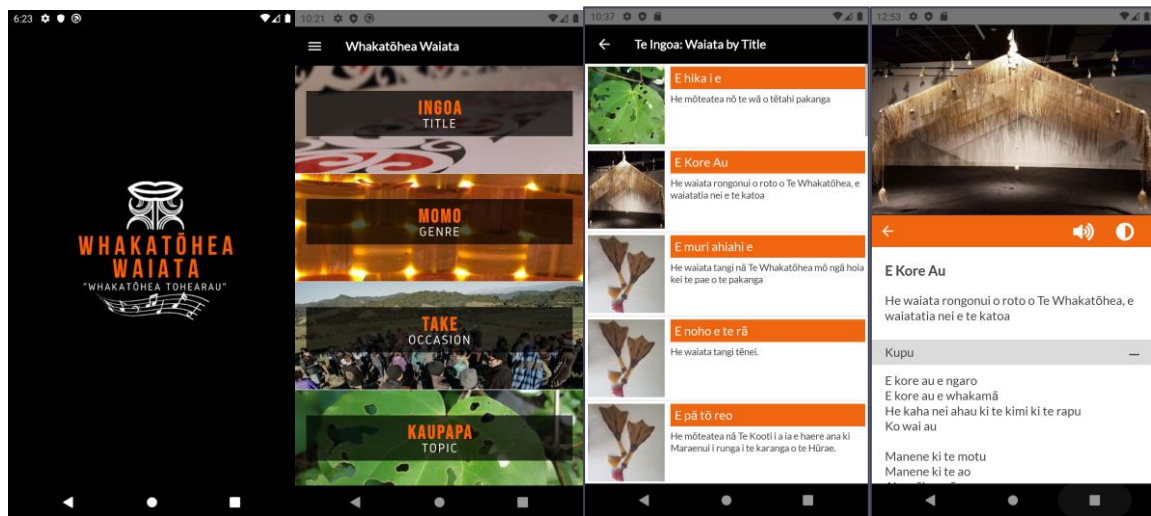 6:23
WHAKATŌHEA
WAIATA
"WHAKATŌHEA TOHEARAU"
10:21
Whakatōhea Waiata
INGOA
TITLE
MOMO
GENRE
TAKE
OCCASION
KAUPAPA
TOPIC
10:37
Te Ingoa: Waiata by Title
E hika i e
He mōteatea nō te wā o tētahi pakanga
E Kore Au
He waiata rongonui o roto o Te Whakatōhea, e
waiatatia nei e te katoa
E muri ahiahi e
He waiata tangi nā Te Whakatōhea mō ngā hoia
kei te pae o te pakanga
E noho e te rā
He waiata tangi tēnei.
E pā tō reo
He mōteatea nā Te Kooti i a ia e haere ana ki
Maraenui i runga i te karanga o te Hūrae.
12:53
E Kore Au
He waiata rongonui o roto o Te Whakatōhea, e
waiatatia nei e te katoa
Kupu
E kore au e ngaro
E kore au e whakamā
He kaha nei ahau ki te kimi ki te rapu
Ko wai au
Manene ki te motu
Manene ki te ao